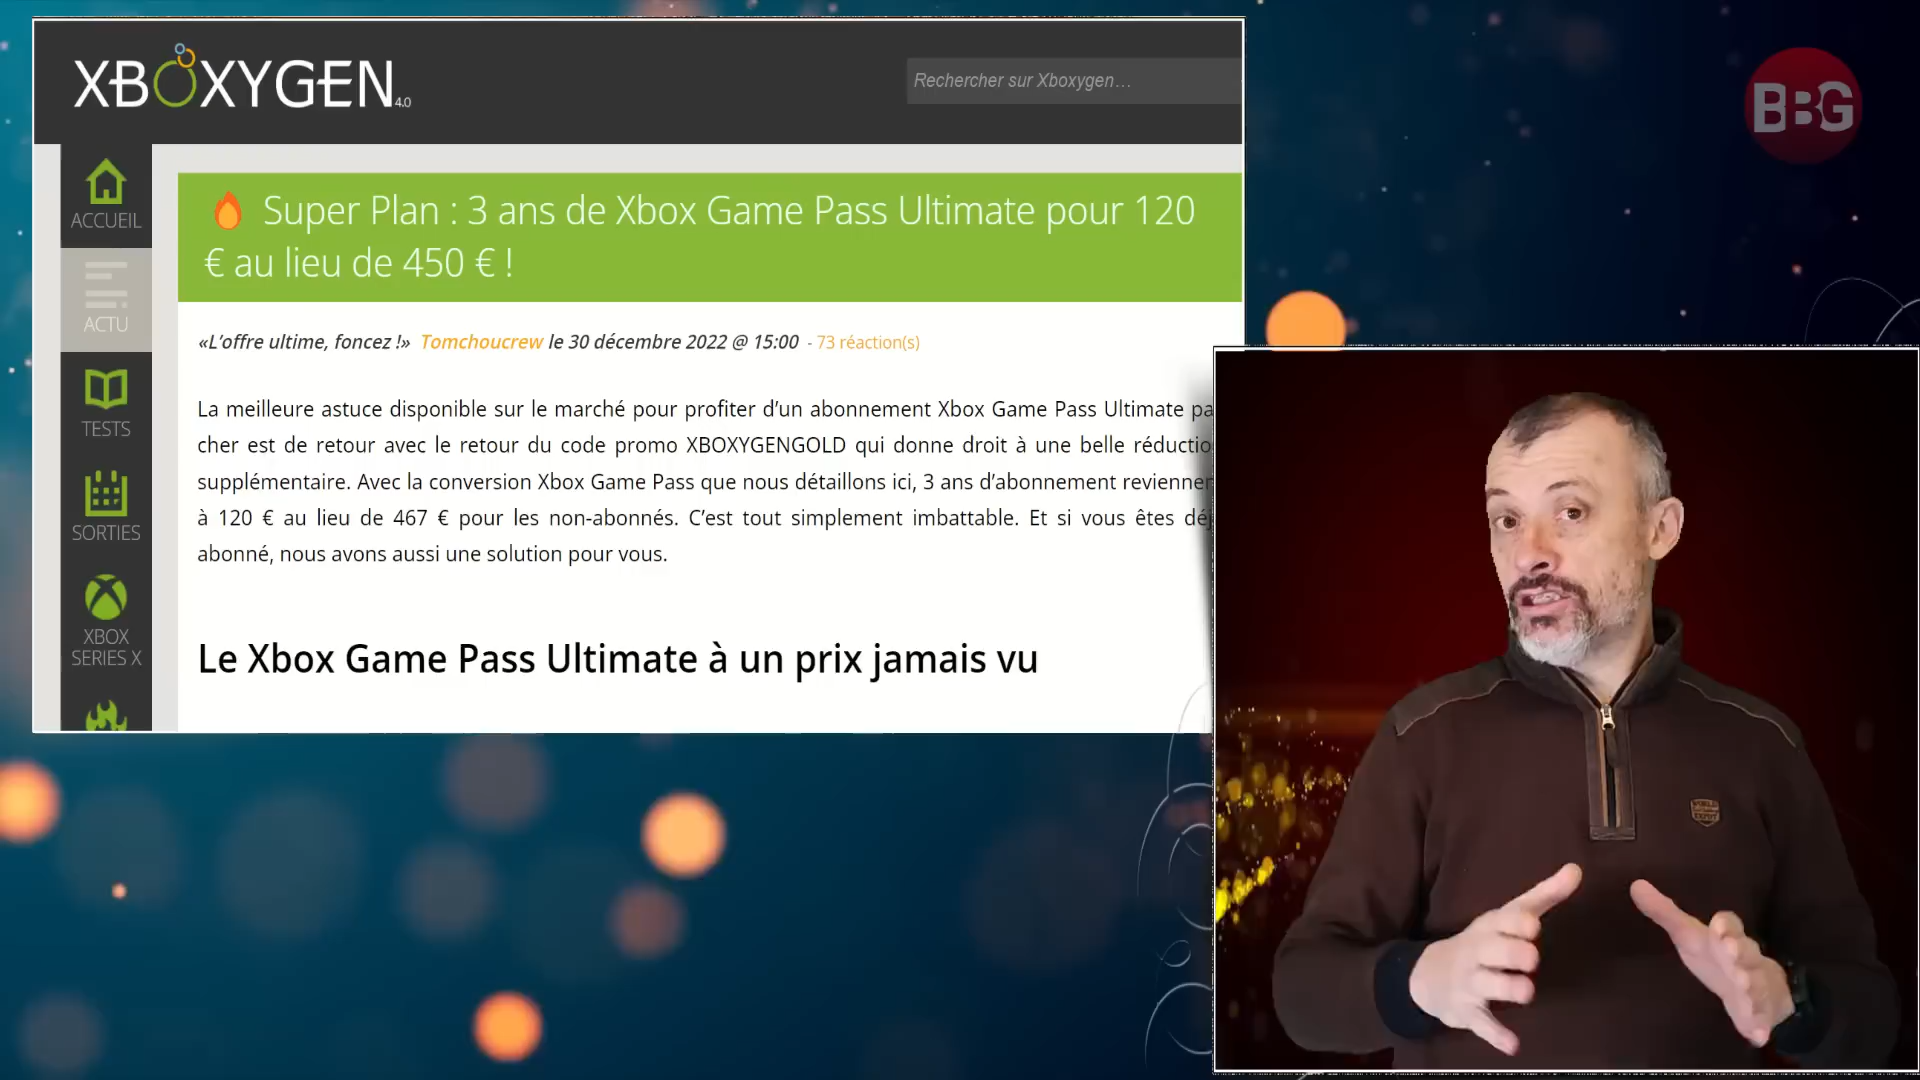 XBOXYGEN 4.0
Rechercher sur Xboxygen…
BBG
ACCUEIL
ACTU
TESTS
SORTIES
XBOX
SERIES X
Super Plan : 3 ans de Xbox Game Pass Ultimate pour 120
€ au lieu de 450 € !
«L’offre ultime, foncez !» Tomchoucrew le 30 décembre 2022 @ 15:00 - 73 réaction(s)
La meilleure astuce disponible sur le marché pour profiter d’un abonnement Xbox Game Pass Ultimate
cher est de retour avec le retour du code promo XBOXYGENGOLD qui donne droit à une belle
supplémentaire. Avec la conversion Xbox Game Pass que nous détaillons ici, 3 ans d’abonnement
à 120 € au lieu de 467 € pour les non-abonnés. C’est tout simplement imbattable. Et si vous êtes
abonné, nous avons aussi une solution pour vous.
Le Xbox Game Pass Ultimate à un prix jamais vu